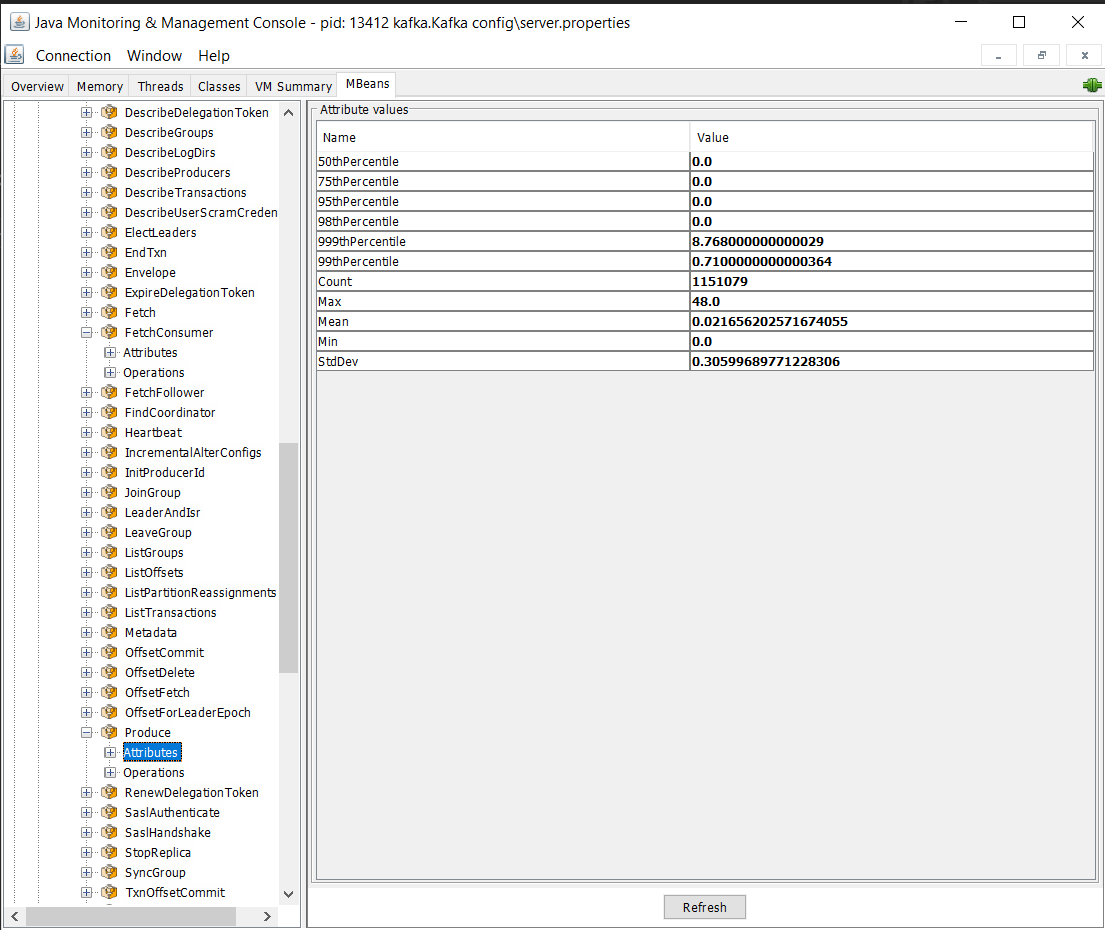 Java Monitoring & Management Console - pid: 13412 kafka.Kafka config\server.properties
Connection Window Help
Overview Memory Threads Classes VM Summary MBeans
DescribeDelegationToken
DescribeGroups
DescribeLogDirs
DescribeProducers
DescribeTransactions
DescribeUserScramCreden
ElectLeaders
EndTxn
Envelope
ExpireDelegationToken
Fetch
FetchConsumer
Attributes
Operations
FetchFollower
FindCoordinator
Heartbeat
IncrementalAlterConfigs
InitProducerId
JoinGroup
LeaderAndIsr
LeaveGroup
ListGroups
ListOffsets
ListPartitionReassignments
ListTransactions
Metadata
OffsetCommit
OffsetDelete
OffsetFetch
OffsetForLeaderEpoch
Produce
Attributes
Operations
RenewDelegationToken
SaslAuthenticate
SaslHandshake
StopReplica
SyncGroup
TxnOffsetCommit
Attribute values
Name Value
50thPercentile 0.0
75thPercentile 0.0
95thPercentile 0.0
98thPercentile 0.0
999thPercentile 8.768000000000029
99thPercentile 0.7100000000000364
Count 1151079
Max 48.0
Mean 0.021656202571674055
Min 0.0
StdDev 0.30599689771228306
Refresh